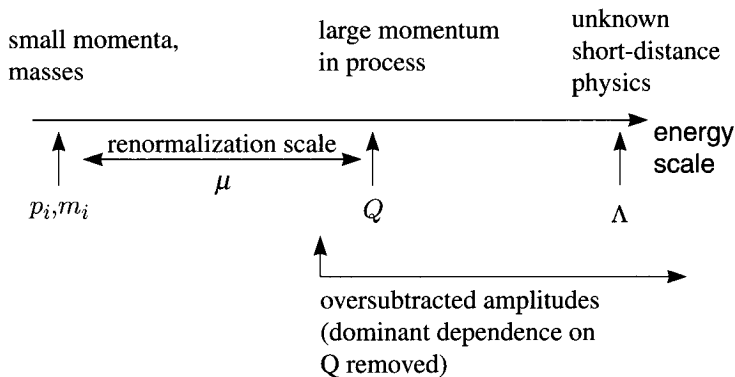 small momenta,
masses
large momentum
in process
unknown
short-distance
physics
energy
scale
renormalization scale
μ
p_i,m_i
Q
Λ
oversubtracted amplitudes
(dominant dependence on
Q removed)